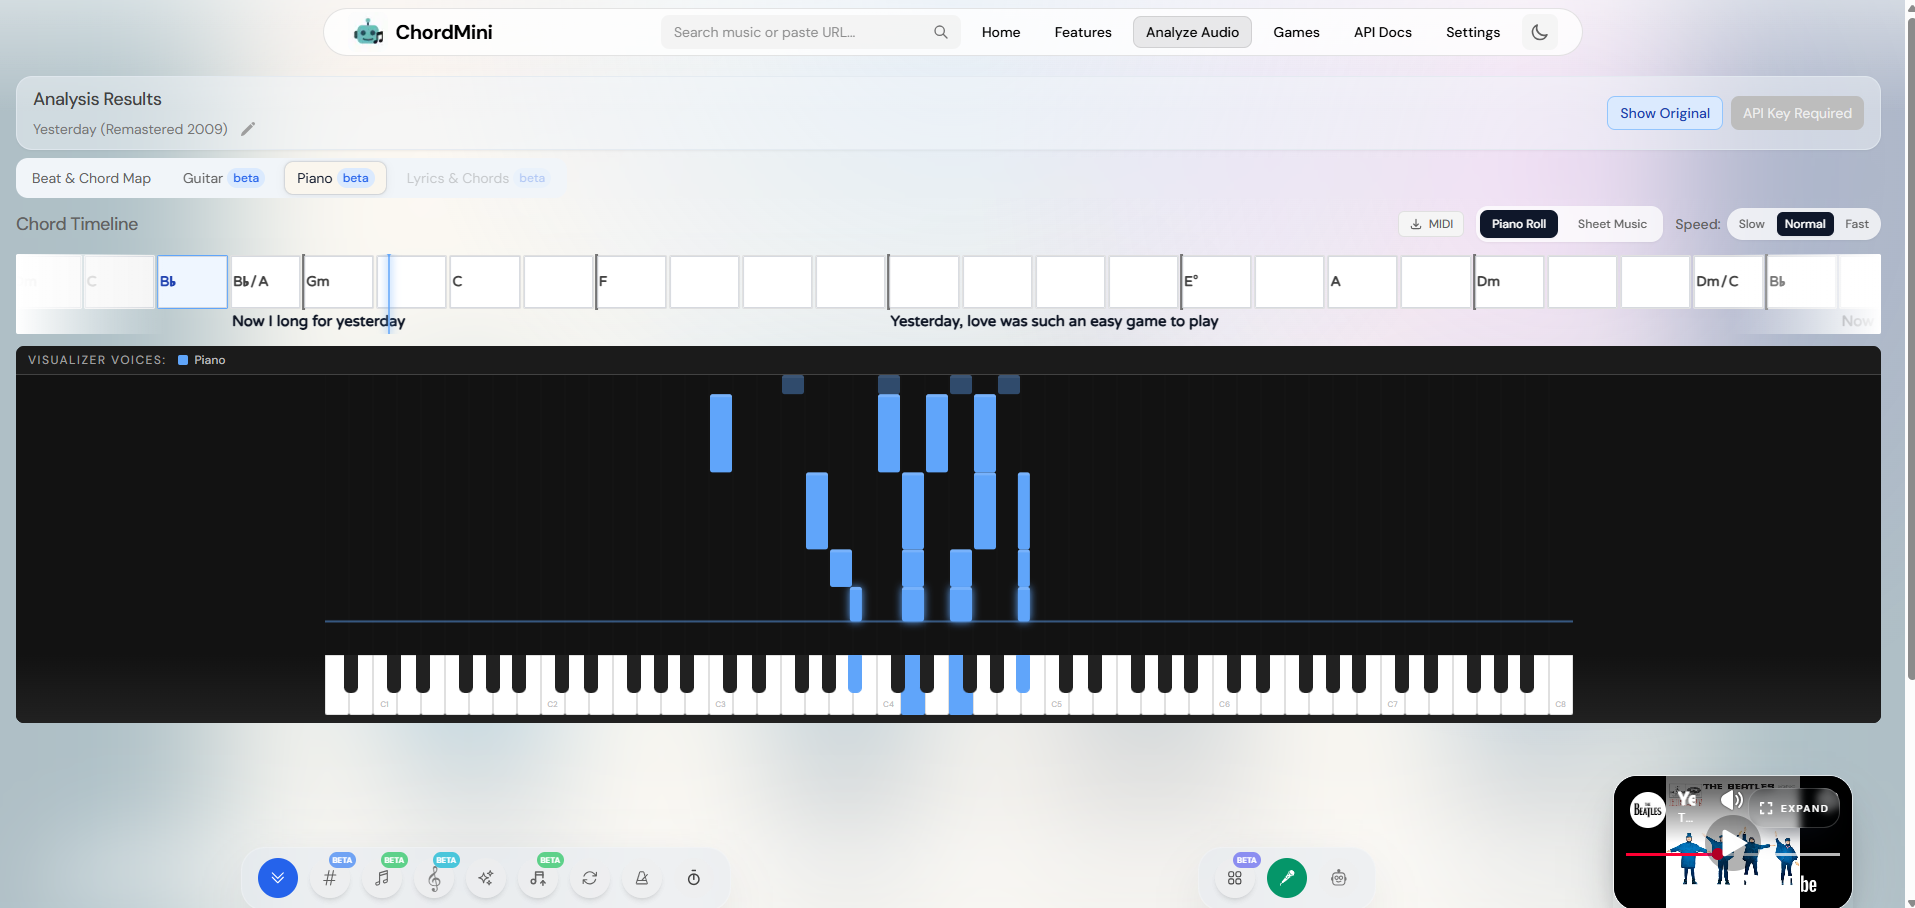 ChordMini
Search music or paste URL...
Home
Features
Analyze Audio
Games
API Docs
Settings
Analysis Results
Yesterday (Remastered 2009)
Show Original
API Key Required
Beat & Chord Map
Guitar beta
Piano beta
Lyrics & Chords beta
Chord Timeline
MIDI
Piano Roll
Sheet Music
Speed:
Slow
Normal
Fast
C
B♭
B♭/A
Gm
C
F
E°
A
Dm
Dm/C
B♭
Now I long for yesterday
Yesterday, love was such an easy game to play
Now
VISUALIZER VOICES:
Piano
C1
C2
C3
C4
C5
C6
C7
C8
THE BEATLES
THE BEATLES
Ye
T...
EXPAND
BETA
BETA
BETA
BETA
BETA